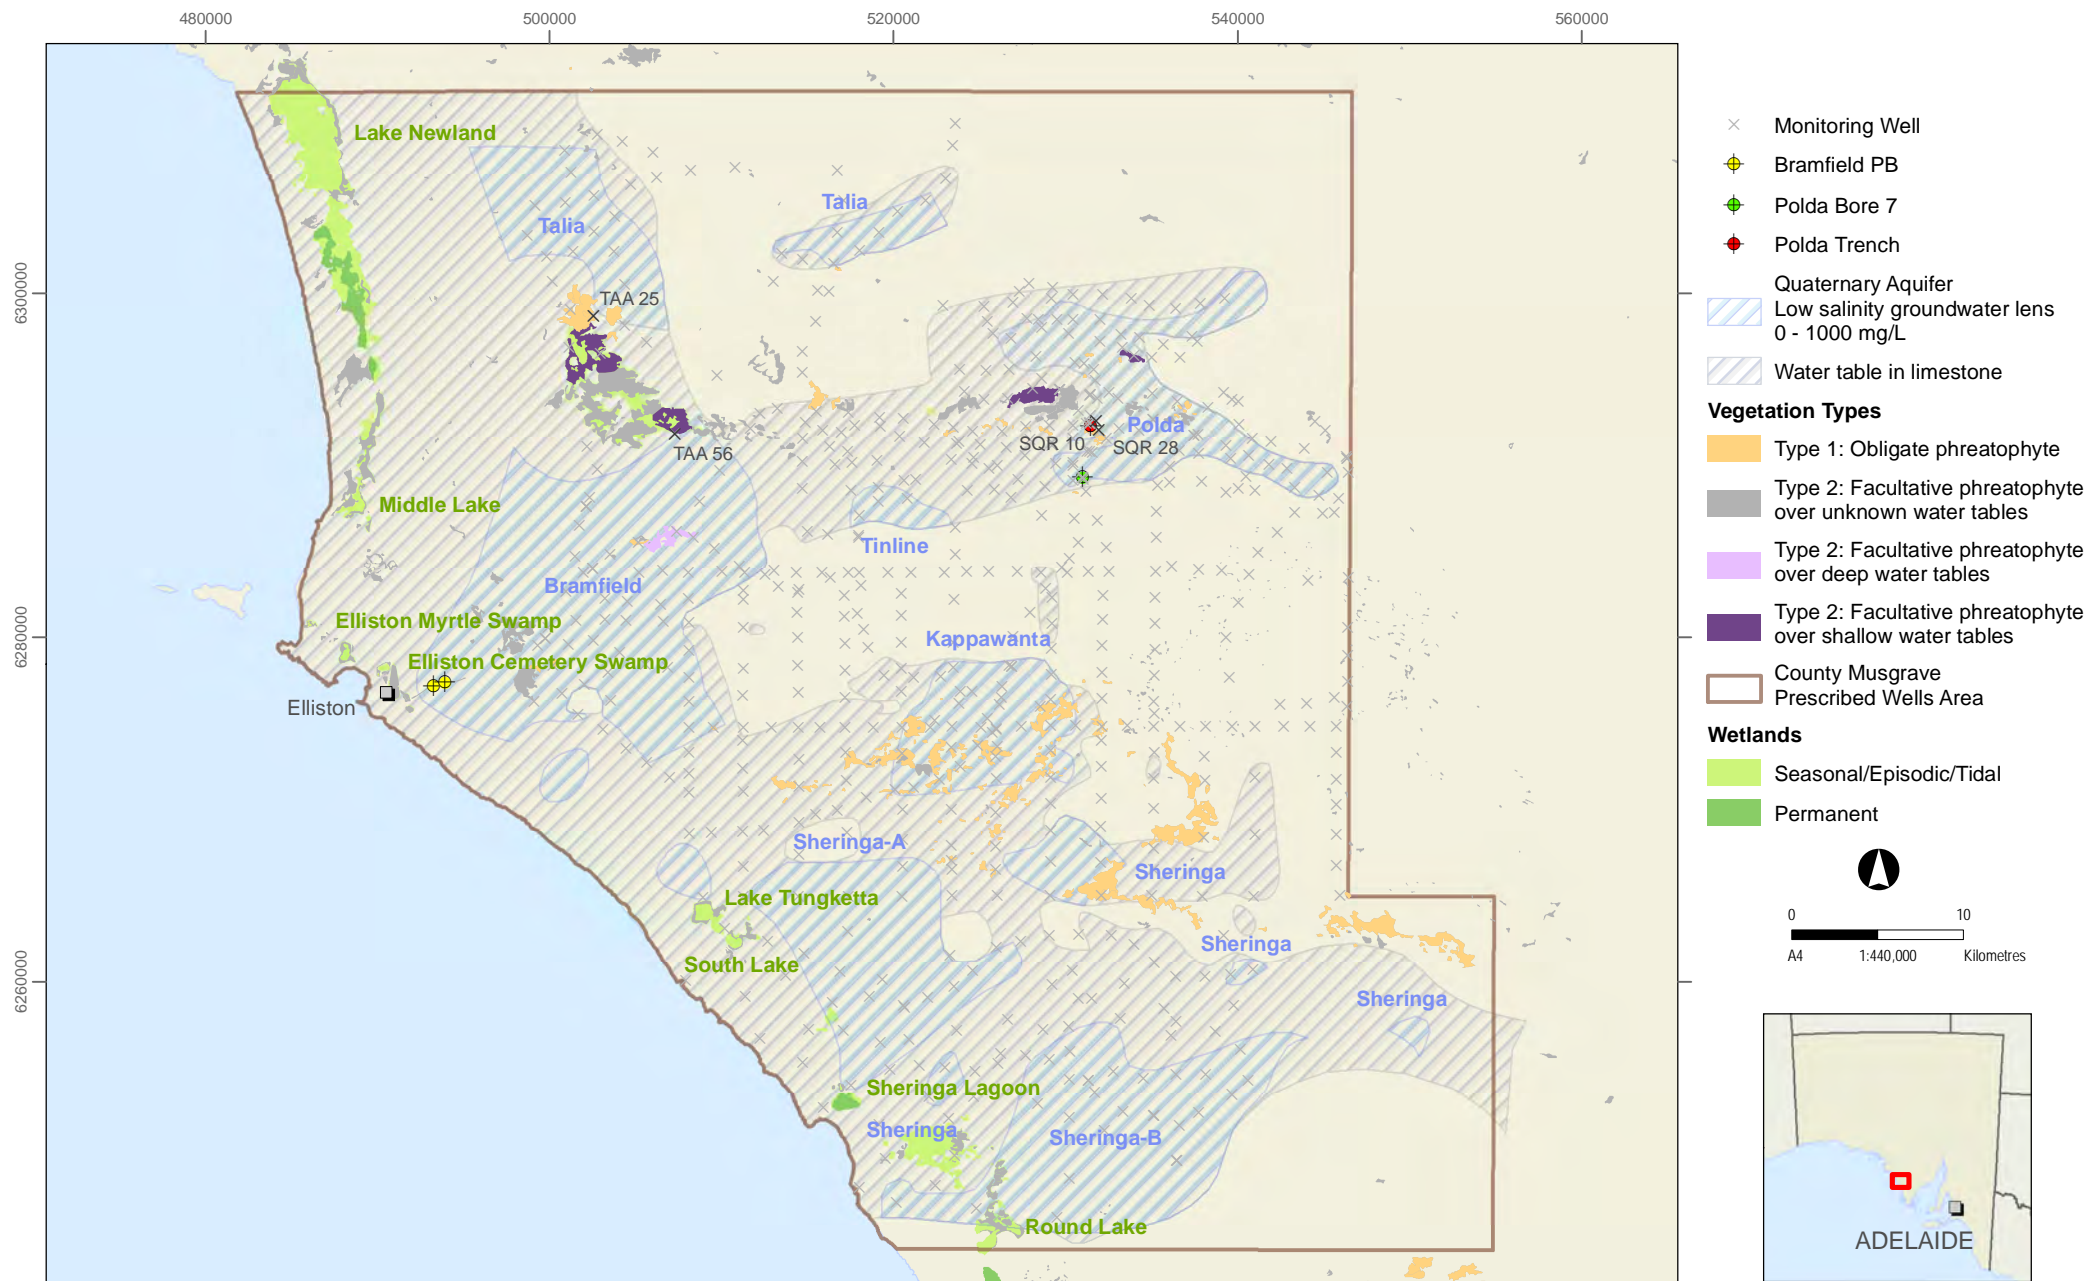 480000
500000
520000
540000
560000
6300000
6280000
6260000
Lake Newland
Talia
Talia
TAA 25
TAA 56
Polda
SQR 10
SQR 28
Middle Lake
Tinline
Bramfield
Elliston Myrtle Swamp
Kappawanta
Elliston Cemetery Swamp
Elliston
Sheringa-A
Sheringa
Lake Tungketta
Sheringa
South Lake
Sheringa
Sheringa Lagoon
Sheringa
Sheringa-B
Round Lake
Monitoring Well
Bramfield PB
Polda Bore 7
Polda Trench
Quaternary Aquifer
Low salinity groundwater lens
0 - 1000 mg/L
Water table in limestone
Vegetation Types
Type 1: Obligate phreatophyte
Type 2: Facultative phreatophyte
over unknown water tables
Type 2: Facultative phreatophyte
over deep water tables
Type 2: Facultative phreatophyte
over shallow water tables
County Musgrave
Prescribed Wells Area
Wetlands
Seasonal/Episodic/Tidal
Permanent
0 10
A4 1:440,000 Kilometres
ADELAIDE